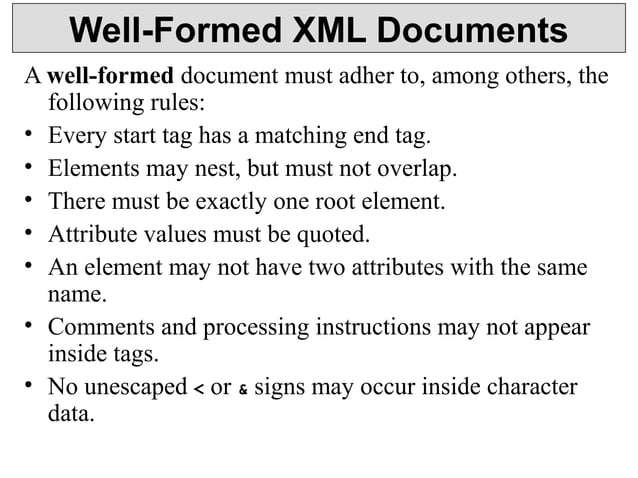 Well-Formed XML Documents
A well-formed document must adher to, among others, the
following rules:
• Every start tag has a matching end tag.
• Elements may nest, but must not overlap.
• There must be exactly one root element.
• Attribute values must be quoted.
• An element may not have two attributes with the same
name.
• Comments and processing instructions may not appear
inside tags.
• No unescaped < or & signs may occur inside character
data.